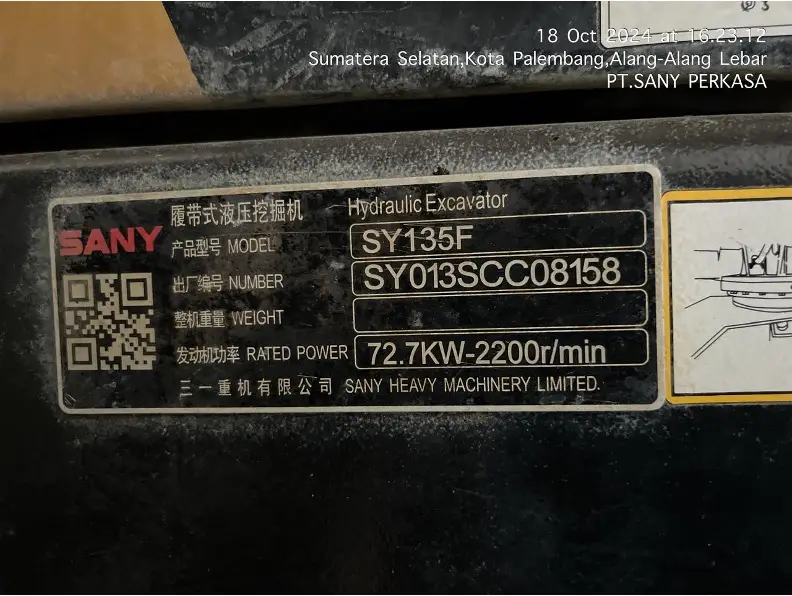 18 Oct 2024 at 16.23.12
Sumatera Selatan,Kota Palembang,Alang-Alang Lebar
PT.SANY PERKASA
履带式液压挖掘机 Hydraulic Excavator
SANY
产品型号 MODEL SY135F
出厂编号 NUMBER SY013SCC08158
整机重量 WEIGHT
发动机功率 RATED POWER 72.7KW-2200r/min
三一重机有限公司 SANY HEAVY MACHINERY LIMITED.